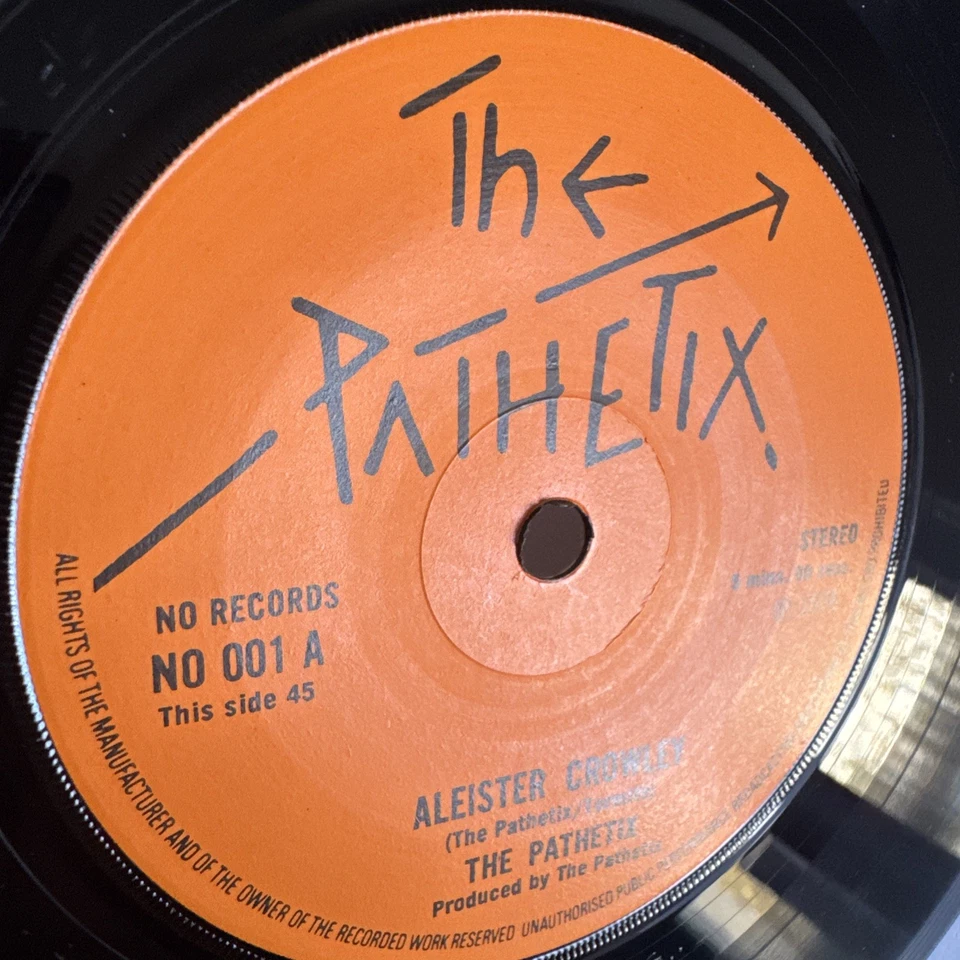 The
PATHETIX.
STEREO
NO RECORDS
NO 001 A
This side 45
ALEISTER CROWLEY
(The Pathetix/
THE PATHETIX
Produced by The Pathetix
ALL RIGHTS OF THE MANUFACTURER AND OF THE OWNER OF THE RECORDED WORK RESERVED UNAUTHORISED PUBLIC PROHIBITED